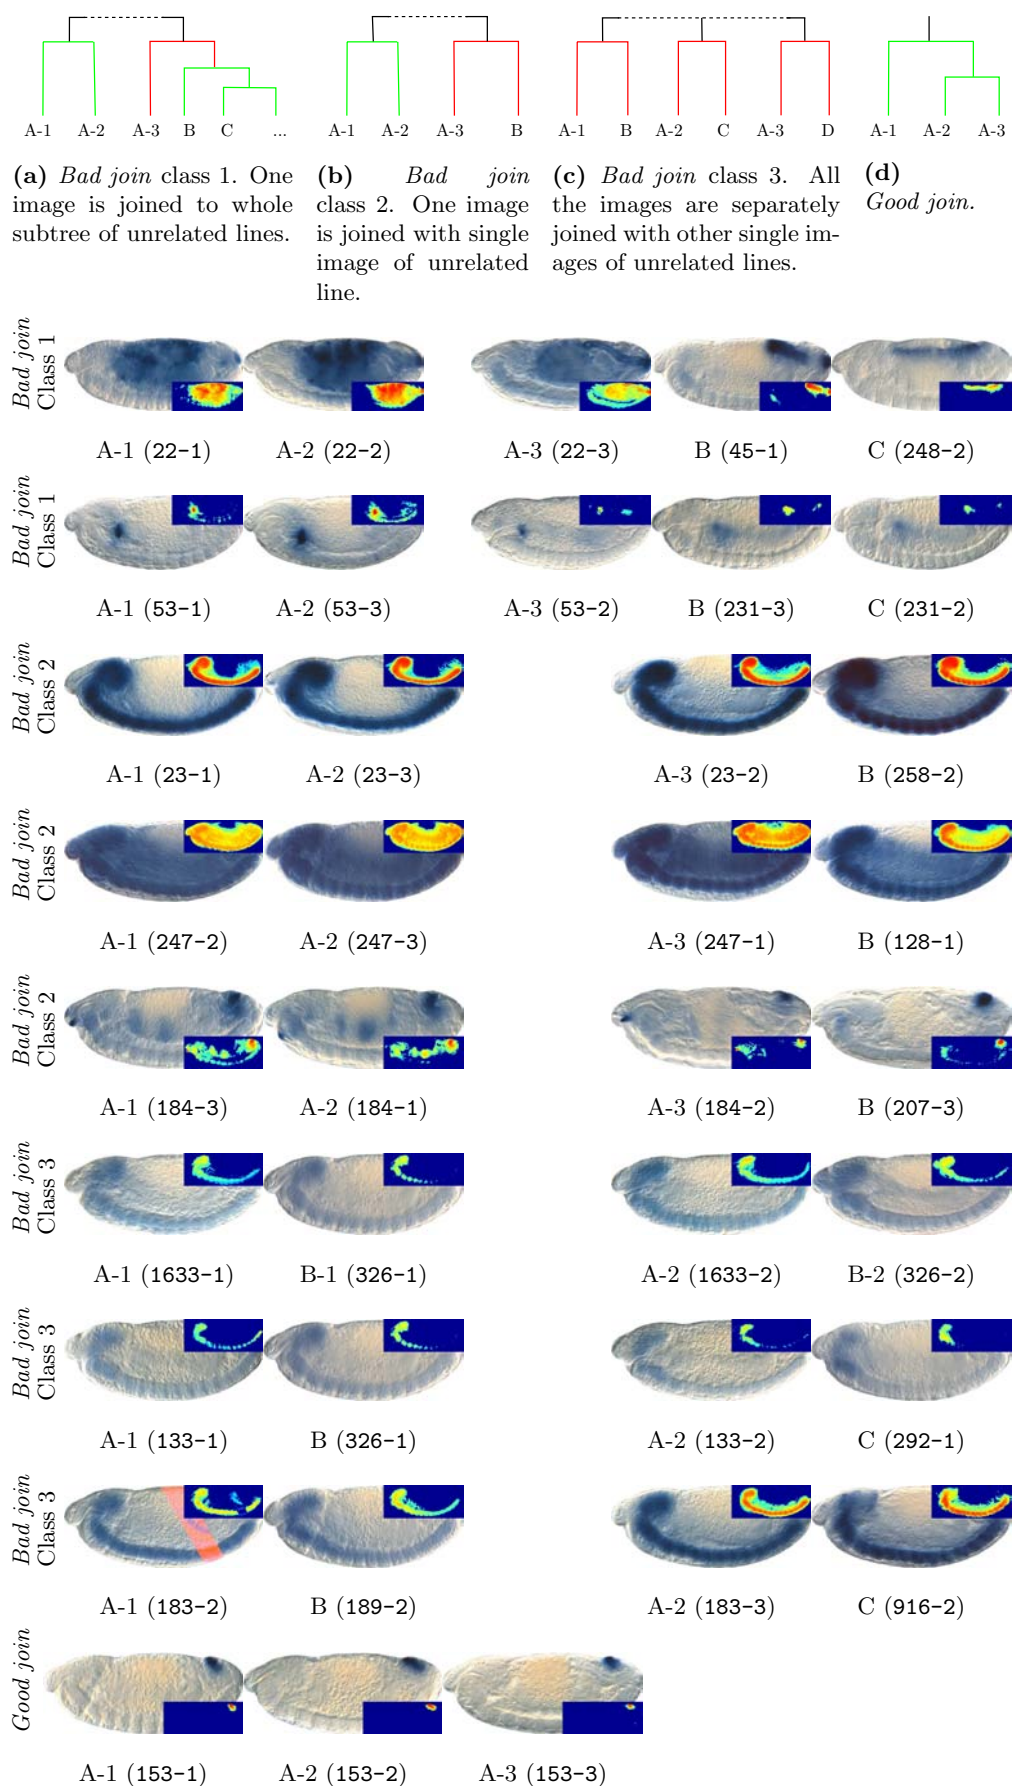 A-1 A-2 A-3 B C ...
A-1 A-2 A-3 B
A-1 B A-2 C A-3 D
A-1 A-2 A-3
(a) Bad join class 1. One
image is joined to whole
subtree of unrelated lines.
(b) Bad join
class 2. One image
is joined with single
image of unrelated
line.
(c) Bad join class 3. All
the images are separately
joined with other single im-
ages of unrelated lines.
(d)
Good join.
Bad join
Class 1
A-1 (22-1) A-2 (22-2) A-3 (22-3) B (45-1) C (248-2)
Bad join
Class 1
A-1 (53-1) A-2 (53-3) A-3 (53-2) B (231-3) C (231-2)
Bad join
Class 2
A-1 (23-1) A-2 (23-3) A-3 (23-2) B (258-2)
Bad join
Class 2
A-1 (247-2) A-2 (247-3) A-3 (247-1) B (128-1)
Bad join
Class 2
A-1 (184-3) A-2 (184-1) A-3 (184-2) B (207-3)
Bad join
Class 3
A-1 (1633-1) B-1 (326-1) A-2 (1633-2) B-2 (326-2)
Bad join
Class 3
A-1 (133-1) B (326-1) A-2 (133-2) C (292-1)
Bad join
Class 3
A-1 (183-2) B (189-2) A-2 (183-3) C (916-2)
Good join
A-1 (153-1) A-2 (153-2) A-3 (153-3)